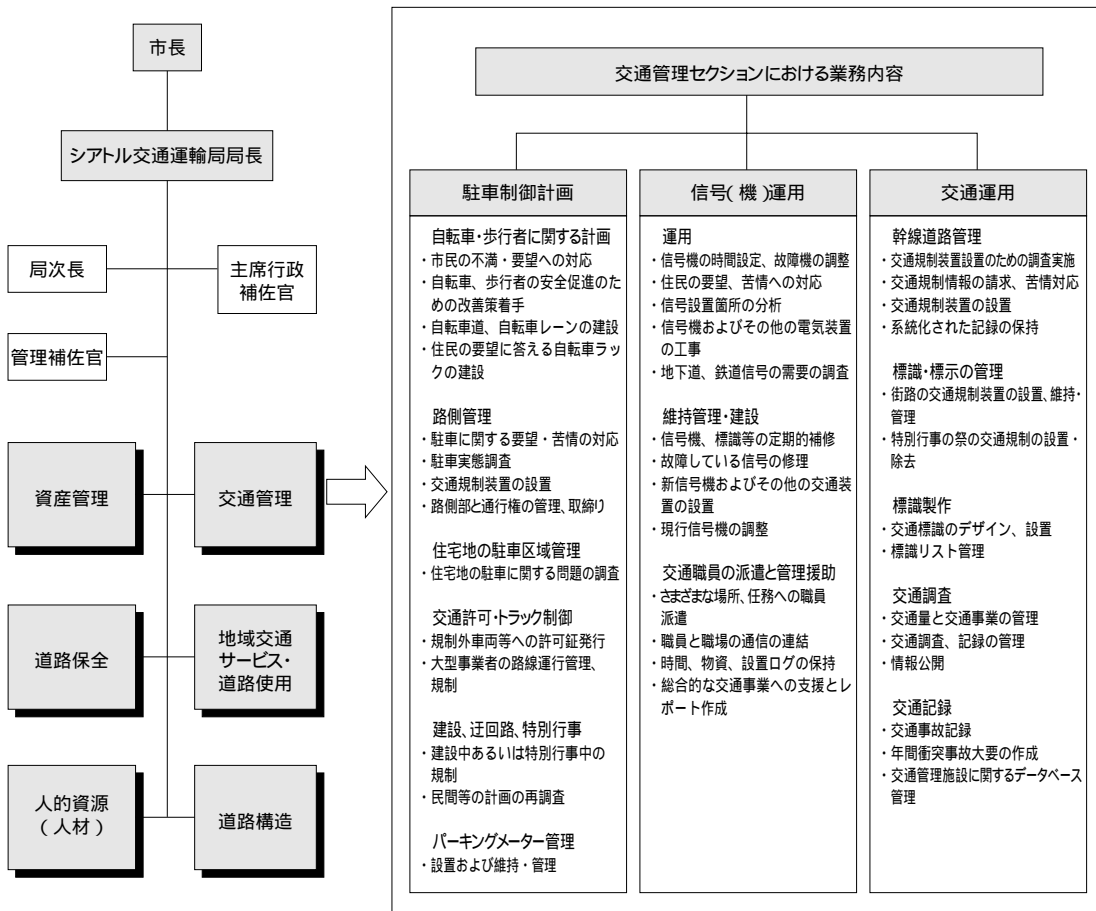 市長
シアトル交通運輸局局長
局次長
主席行政
補佐官
管理補佐官
資産管理
交通管理
道路保全
地域交通
サービス・
道路使用
人的資源
(人材)
道路構造
交通管理セクションにおける業務内容
駐車制御計画
自転車・歩行者に関する計画
・市民の不満・要望への対応
・自転車、歩行者の安全促進のた
めの改善策着手
・自転車道、自転車レーンの建設
・住民の要望に答える自転車ラッ
クの建設
路側管理
・駐車に関する要望・苦情の対応
・駐車実態調査
・交通規制装置の設置
・路側部と通行権の管理、取締り
住宅地の駐車区域管理
・住宅地の駐車に関する問題の調査
交通許可・トラック制御
・規制外車両等への許可証発行
・大型事業者の路線運行管理、
規制
建設、迂回路、特別行事
・建設中あるいは特別行事中の
規制
・民間等の計画の再調査
パーキングメーター管理
・設置および維持・管理
信号(機)運用
運用
・信号機の時間設定、故障機の調整
・住民の要望、苦情への対応
・信号設置箇所の分析
・信号機およびその他の電気装置
の工事
・地下道、鉄道信号の需要の調査
維持管理・建設
・信号機、標識等の定期的補修
・故障している信号の修理
・新信号機およびその他の交通装
置の設置
・現行信号機の調整
交通職員の派遣と管理援助
・さまざまな場所、任務への職員
派遣
・職員と職場の通信の連結
・時間、物資、設置ログの保持
・総合的な交通事業への支援とレ
ポート作成
交通運用
幹線道路管理
・交通規制装置設置のための調査実施
・交通規制情報の請求、苦情対応
・交通規制装置の設置
・系統化された記録の保持
標識・標示の管理
・街路の交通規制装置の設置、維持・
管理
・特別行事の祭の交通規制の設置・
除去
標識製作
・交通標識のデザイン、設置
・標識リスト管理
交通調査
・交通量と交通事業の管理
・交通調査、記録の管理
・情報公開
交通記録
・交通事故記録
・年間衝突事故大要の作成
・交通管理施設に関するデータベース
管理